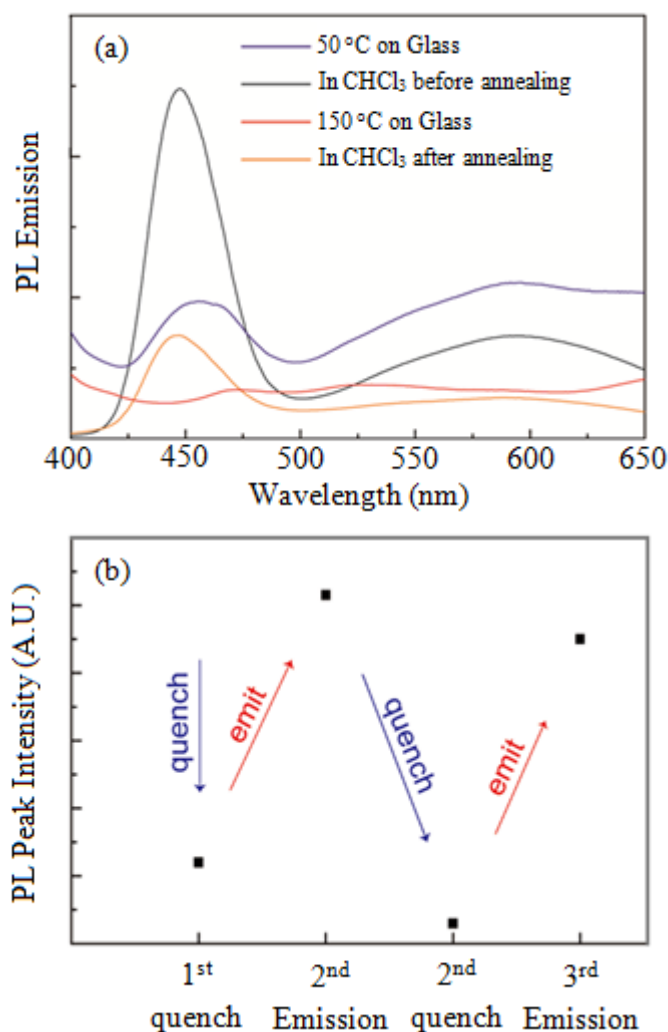 (a)
50 °C on Glass
In CHCl₃ before annealing
150 °C on Glass
In CHCl₃ after annealing
PL Emission
400 450 500 550 600 650
Wavelength (nm)
(b)
PL Peak Intensity (A.U.)
quench
emit
quench
emit
1st 2nd 2nd 3rd
quench Emission quench Emission